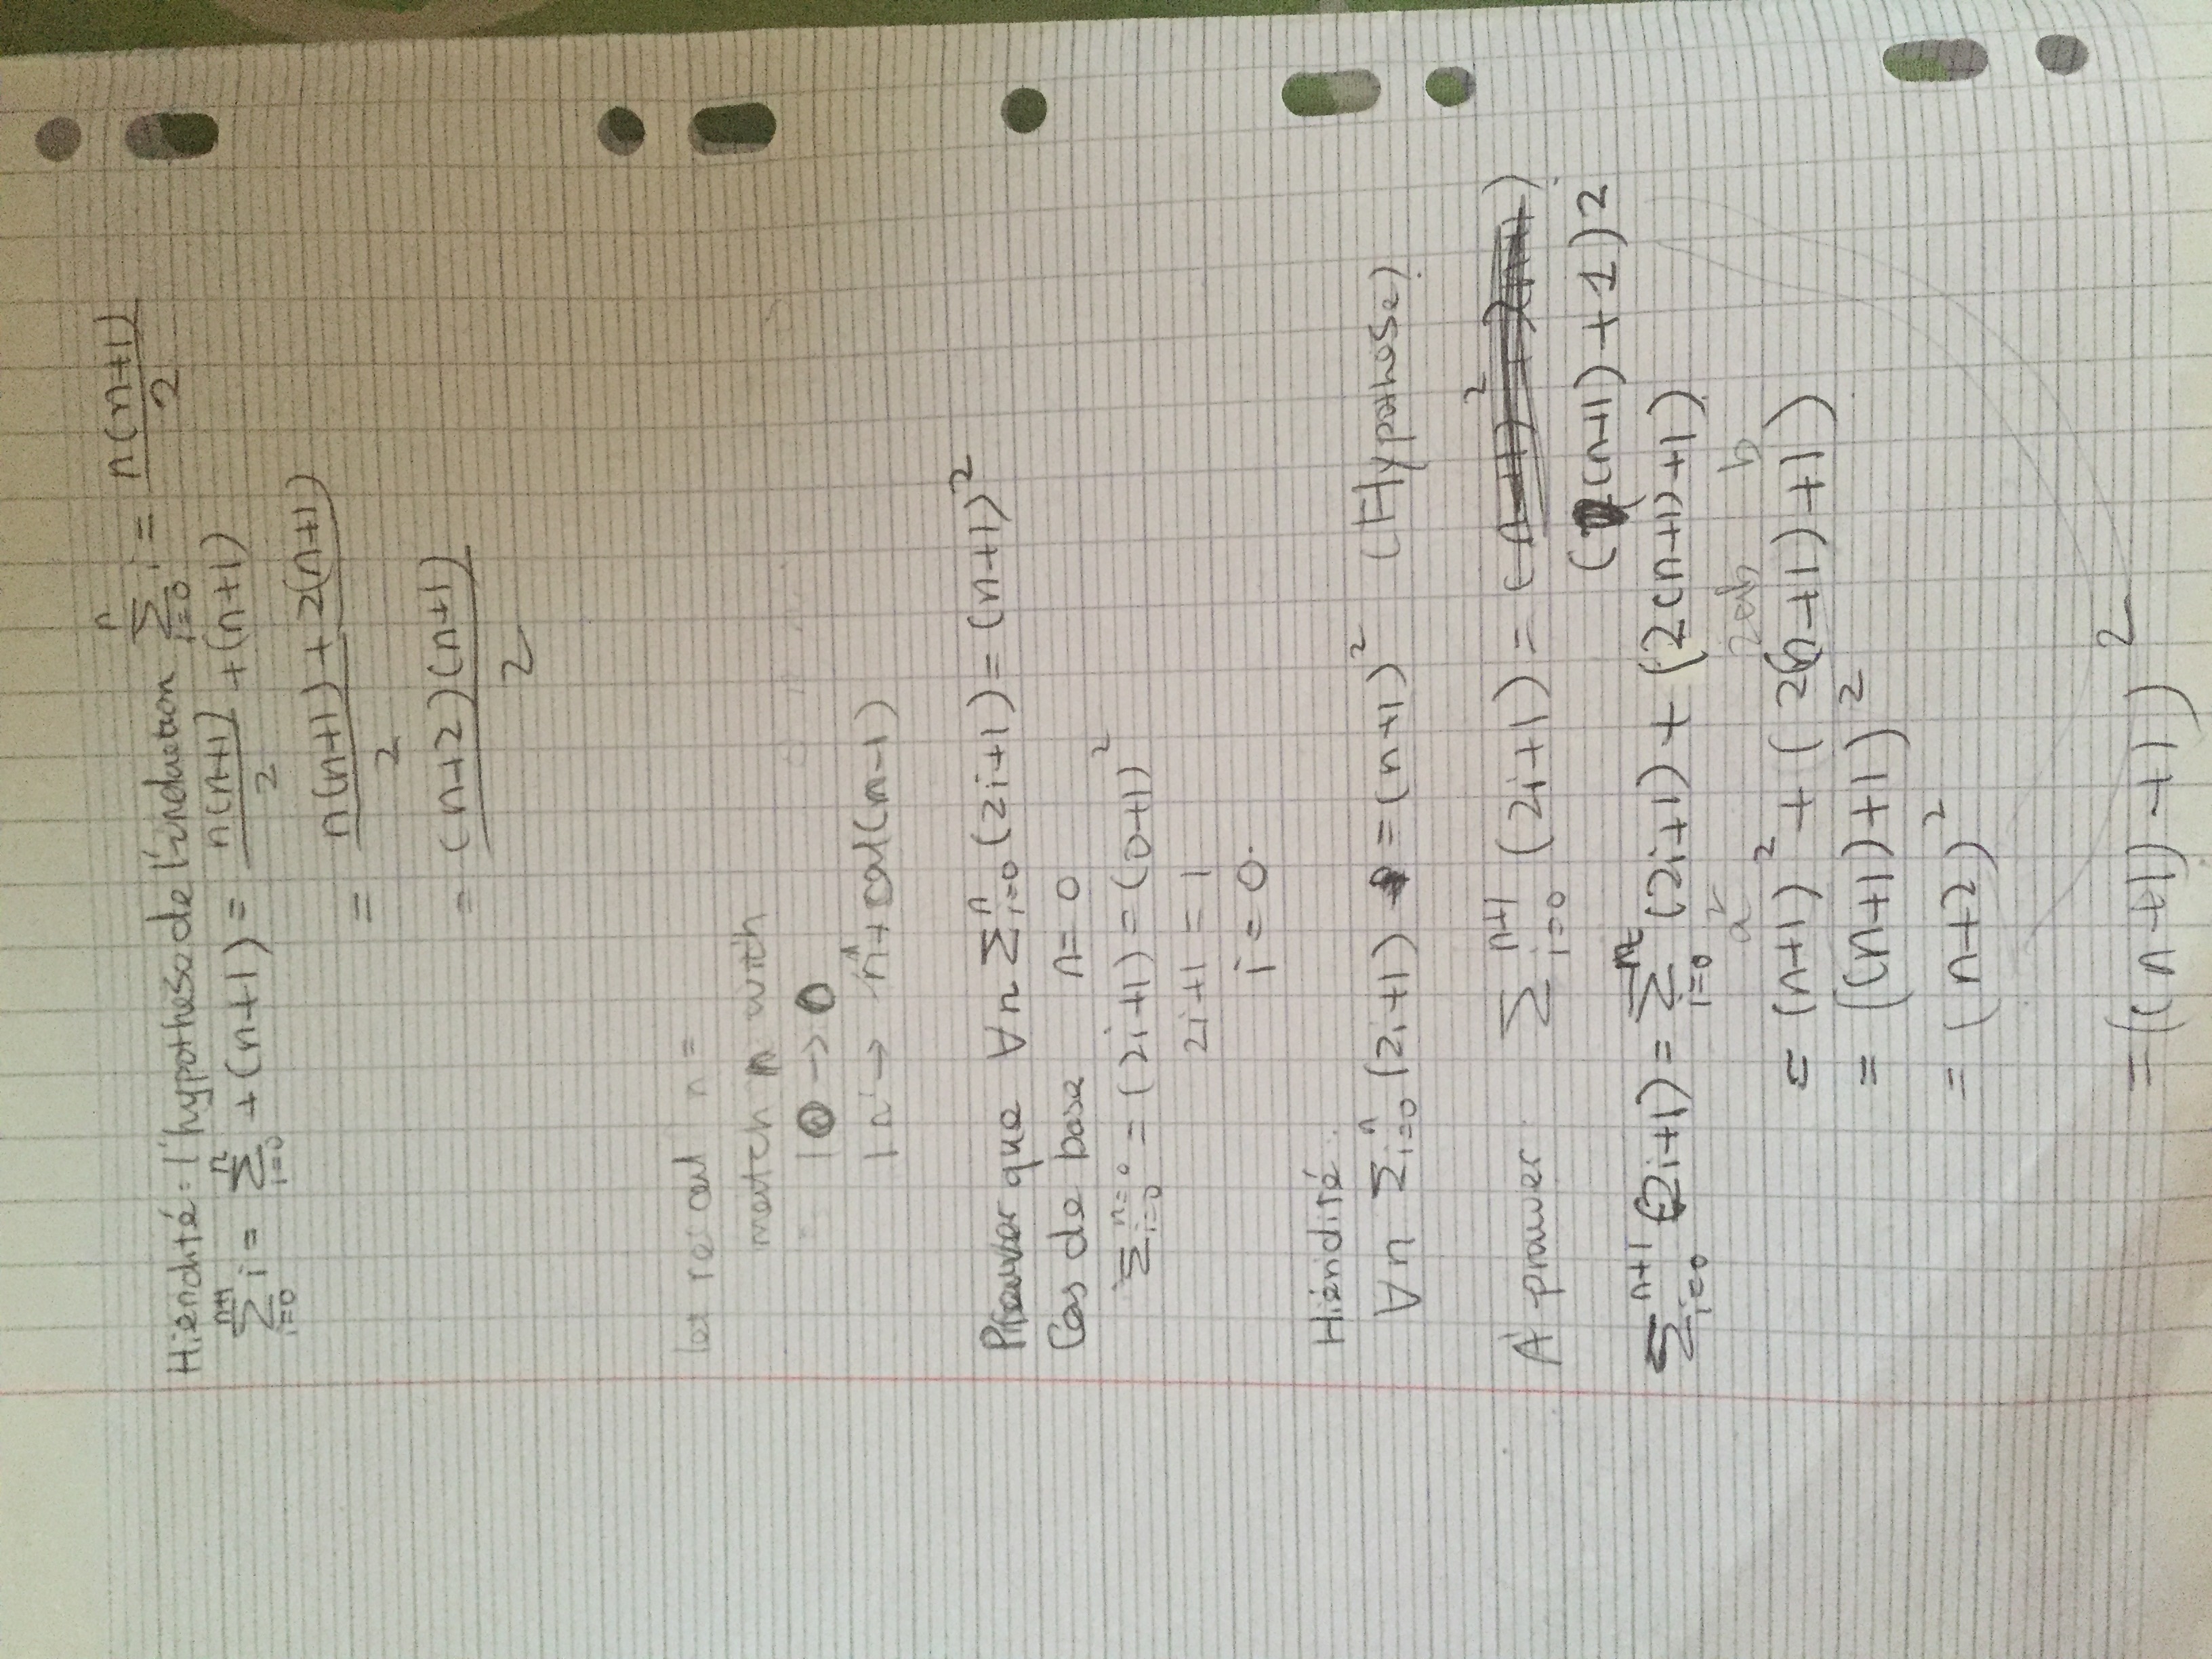 Hiéridité = l'hypothese de l'induction \sum_{i=0}^{n} i = \frac{n(n+1)}{2}
\sum_{i=0}^{n+1} i = \sum_{i=0}^{n} + (n+1) = \frac{n(n+1)}{2} + (n+1)
= \frac{n(n+1) + 2(n+1)}{2}
= \frac{(n+2)(n+1)}{2}
let rec cal n =
match n with
| 0 → 0
| n → n + cal(n-1)
Prouver que ∀n \sum_{i=0}^{n} (2i+1) = (n+1)^2
Cas de base n = 0
\sum_{i=0}^{n=0} = (2i+1) = (0+1)^2
2i+1 = 1
i = 0.
Hiéridité.
∀n \sum_{i=0}^{n} (2i+1) = (n+1)^2 (Hypothese)
A prouver \sum_{i=0}^{n+1} (2i+1) =
((n+1) + 1)2
\sum_{i=0}^{n+1} (2i+1) = \sum_{i=0}^{n} (2i+1) + (2(n+1)+1)
a^2 2ab b
= (n+1)^2 + (2(n+1)+1)
= ((n+1)+1)^2
= (n+2)^2
= ((n+1)+1)^2